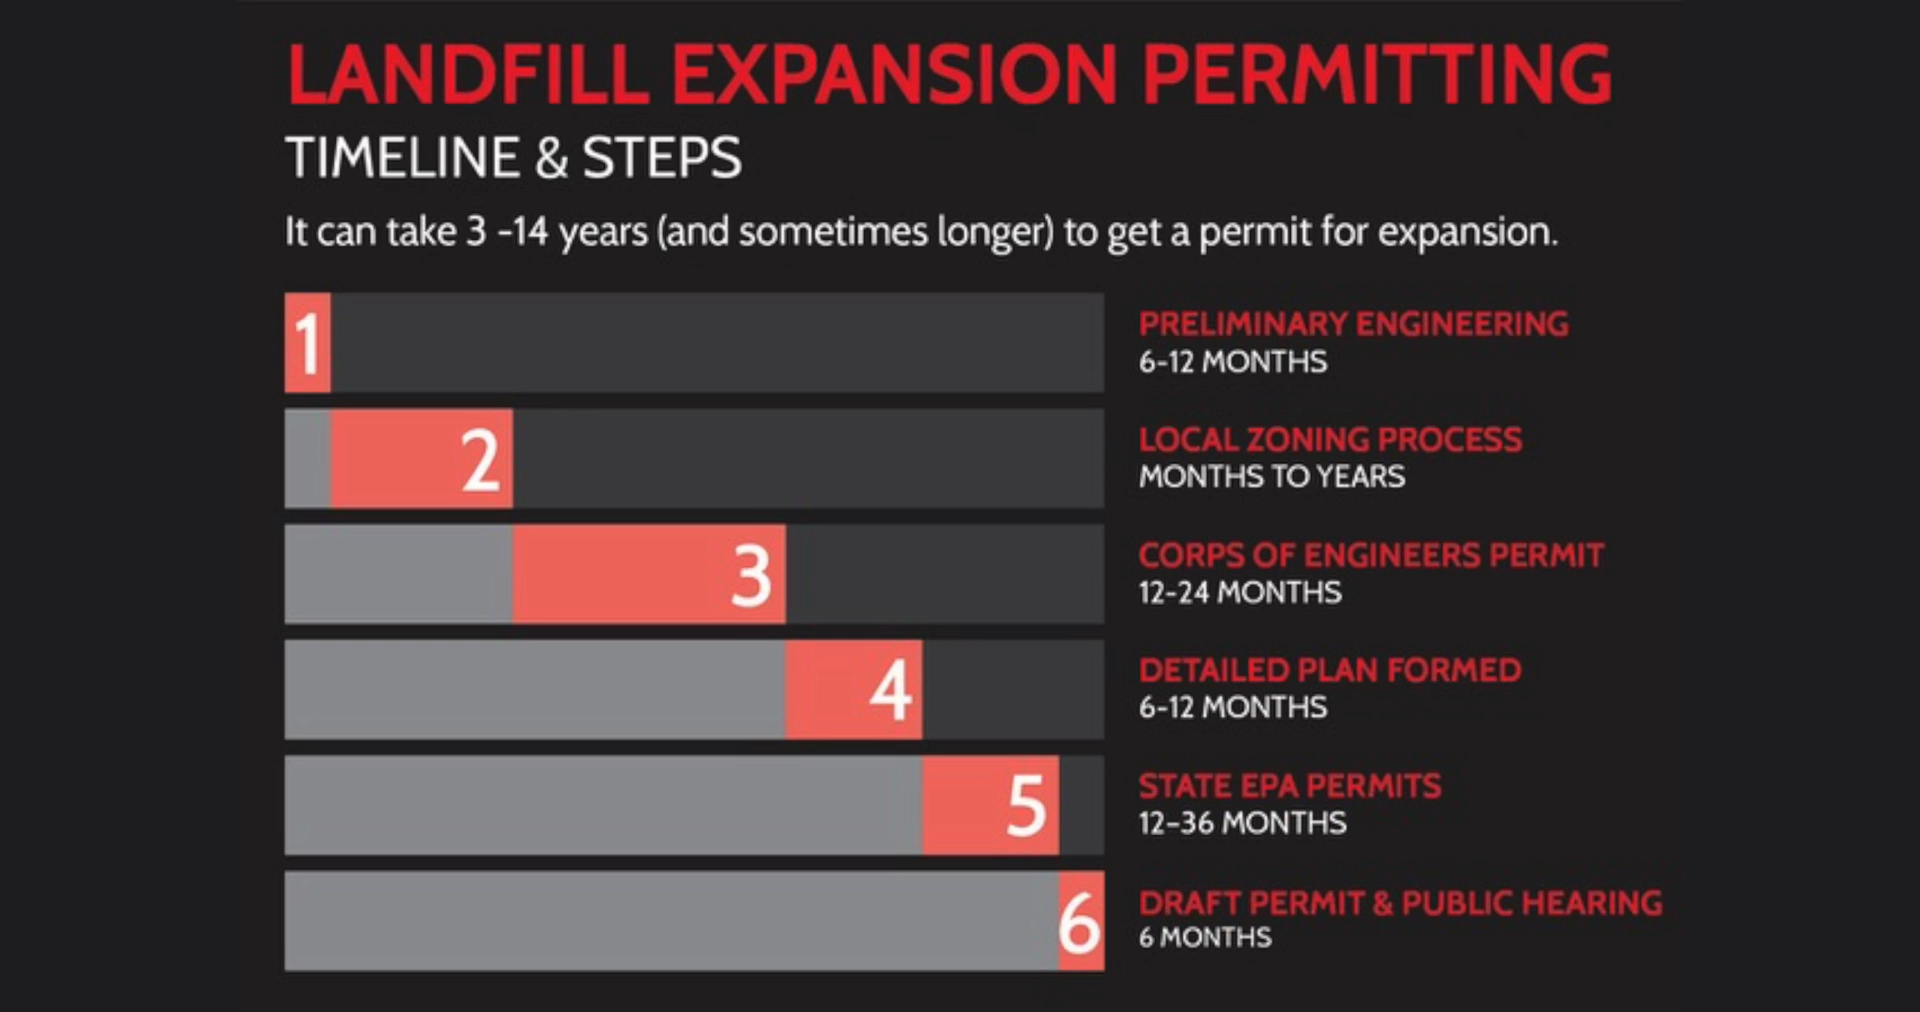 LANDFILL EXPANSION PERMITTING
TIMELINE & STEPS
It can take 3 -14 years (and sometimes longer) to get a permit for expansion.
1
PRELIMINARY ENGINEERING
6-12 MONTHS
2
LOCAL ZONING PROCESS
MONTHS TO YEARS
3
CORPS OF ENGINEERS PERMIT
12-24 MONTHS
4
DETAILED PLAN FORMED
6-12 MONTHS
5
STATE EPA PERMITS
12-36 MONTHS
6
DRAFT PERMIT & PUBLIC HEARING
6 MONTHS